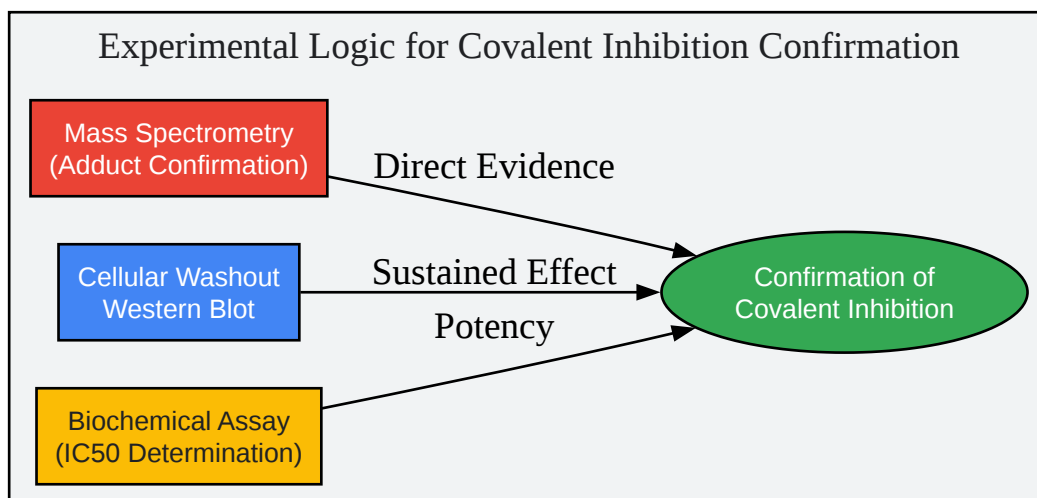 Experimental Logic for Covalent Inhibition Confirmation
Mass Spectrometry
(Adduct Confirmation)
Direct Evidence
Cellular Washout
Western Blot
Sustained Effect
Confirmation of
Covalent Inhibition
Potency
Biochemical Assay
(IC50 Determination)